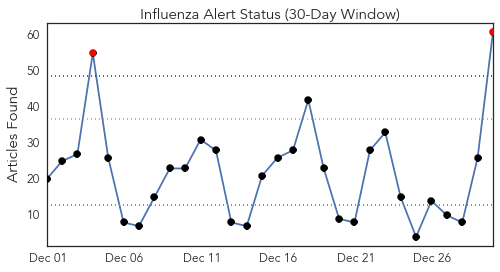 Influenza Alert Status (30-Day Window)
Articles Found
60
50
40
30
20
10
Dec 01
Dec 06
Dec 11
Dec 16
Dec 21
Dec 26